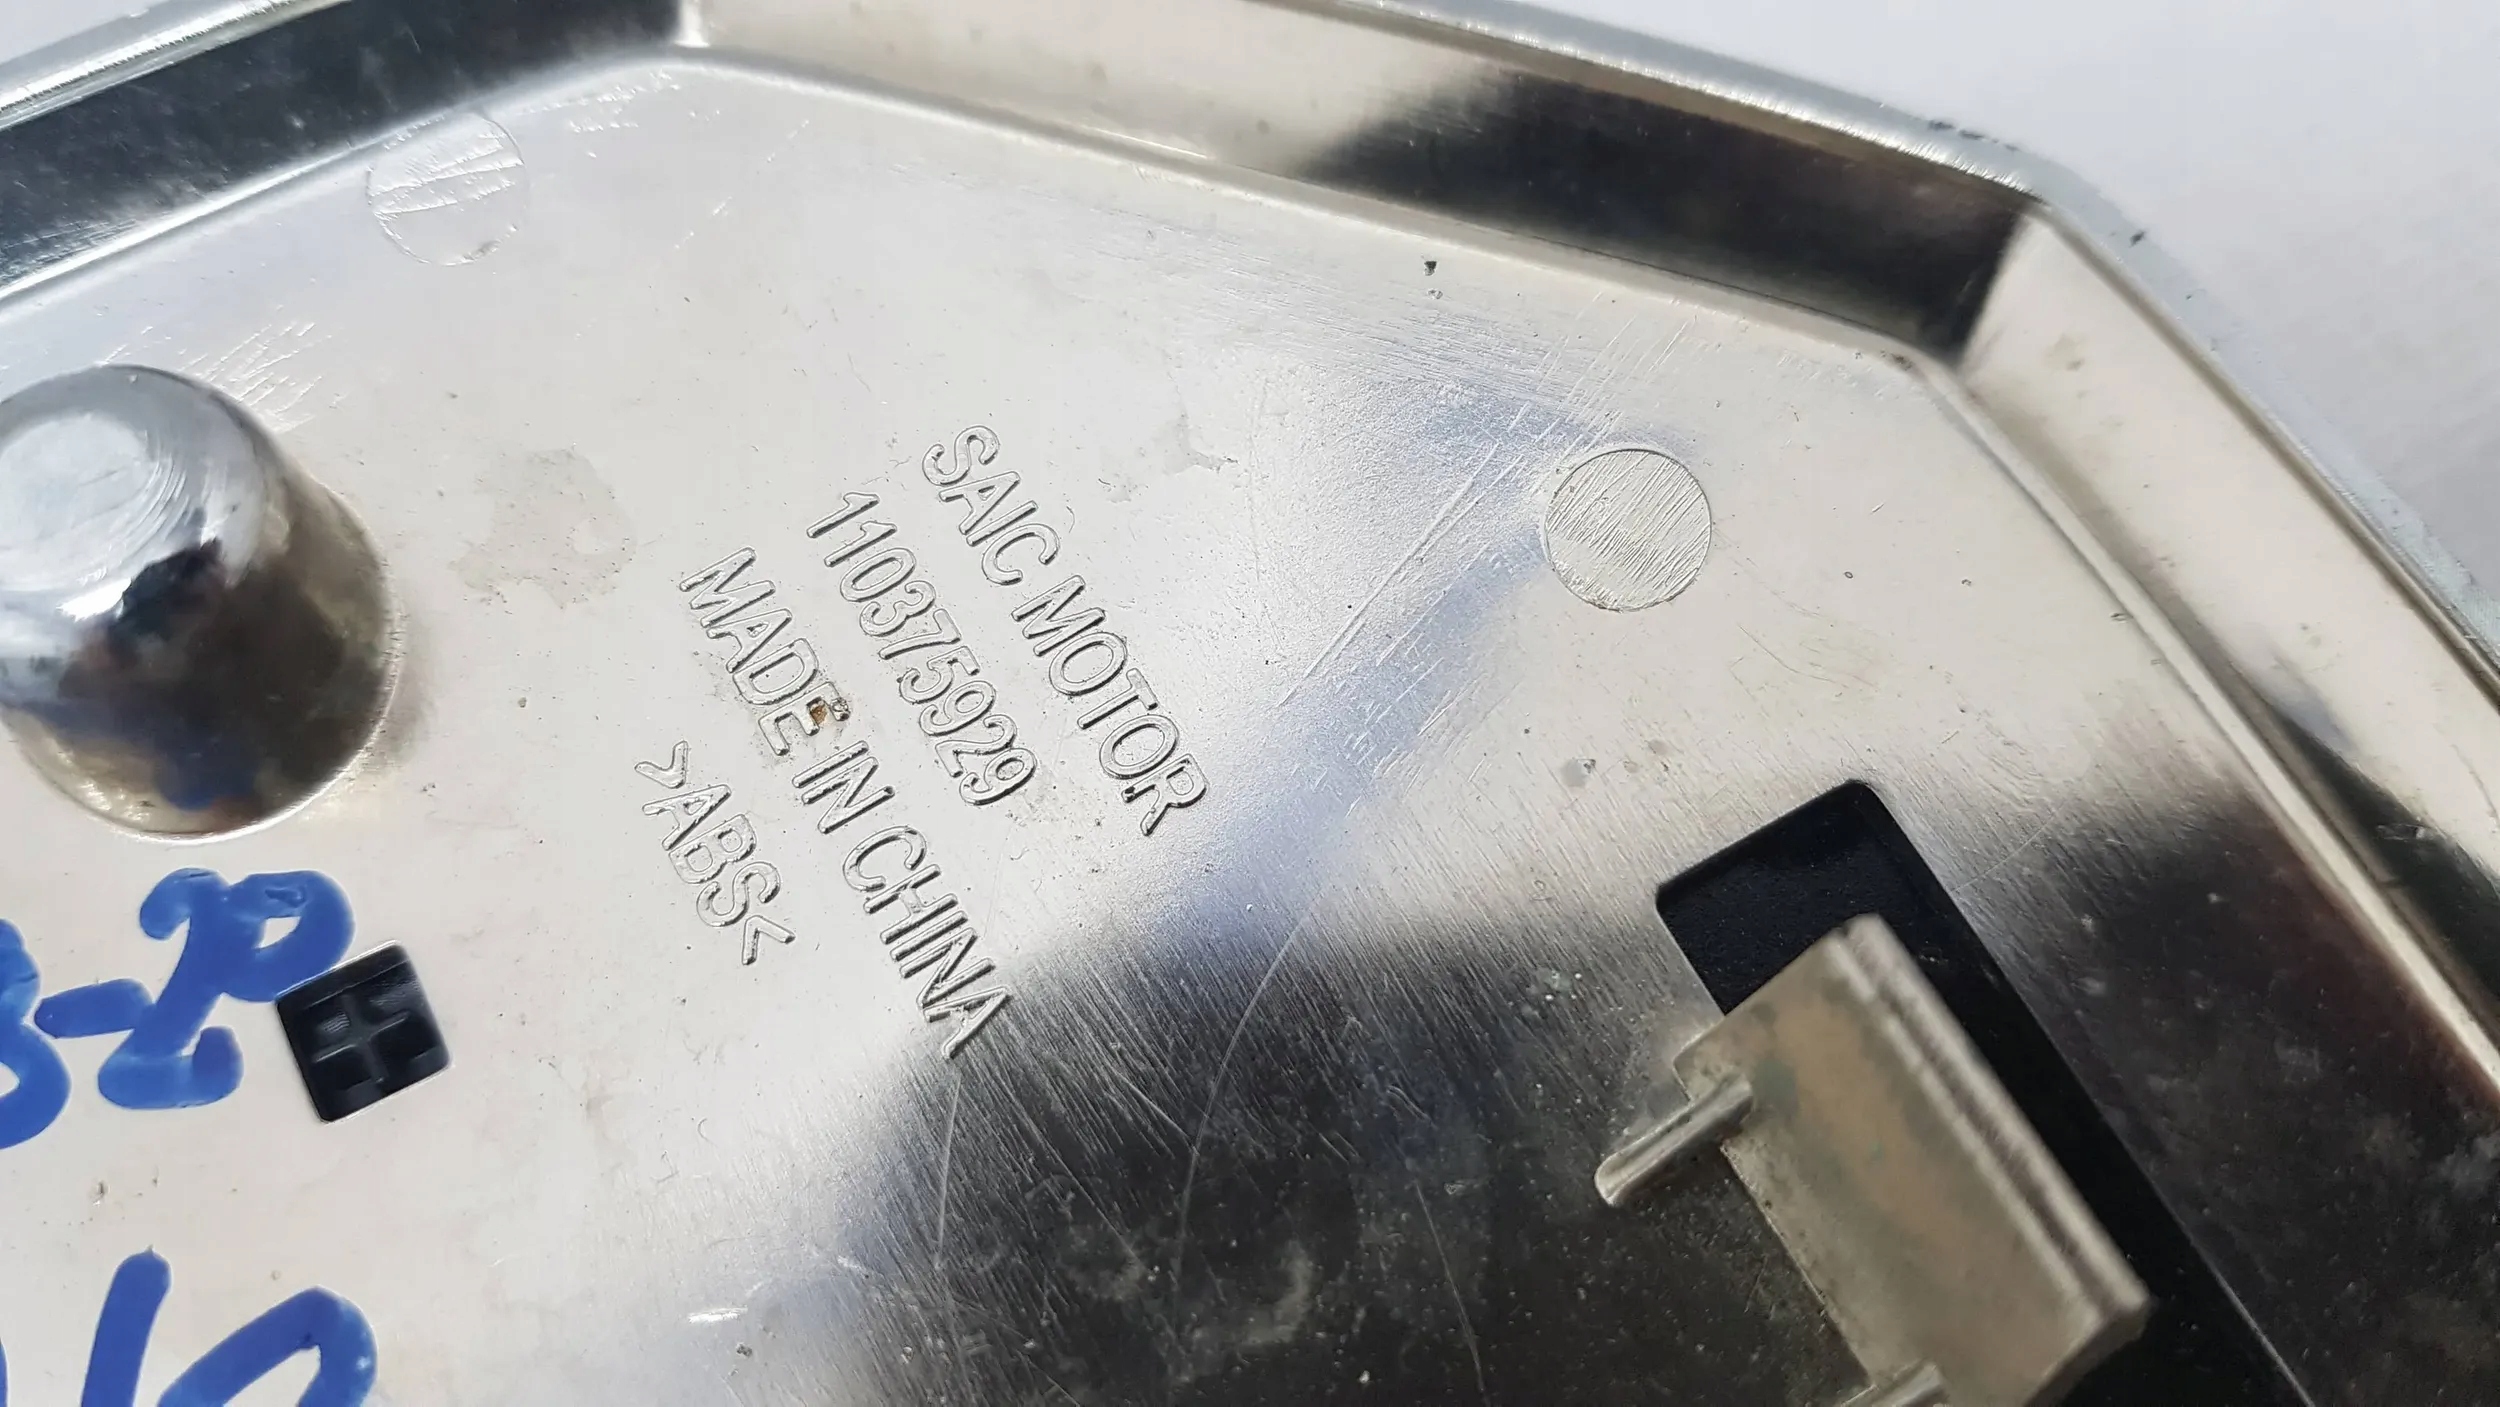 SAIC MOTOR
110375929
MADE IN CHINA
>ABS<